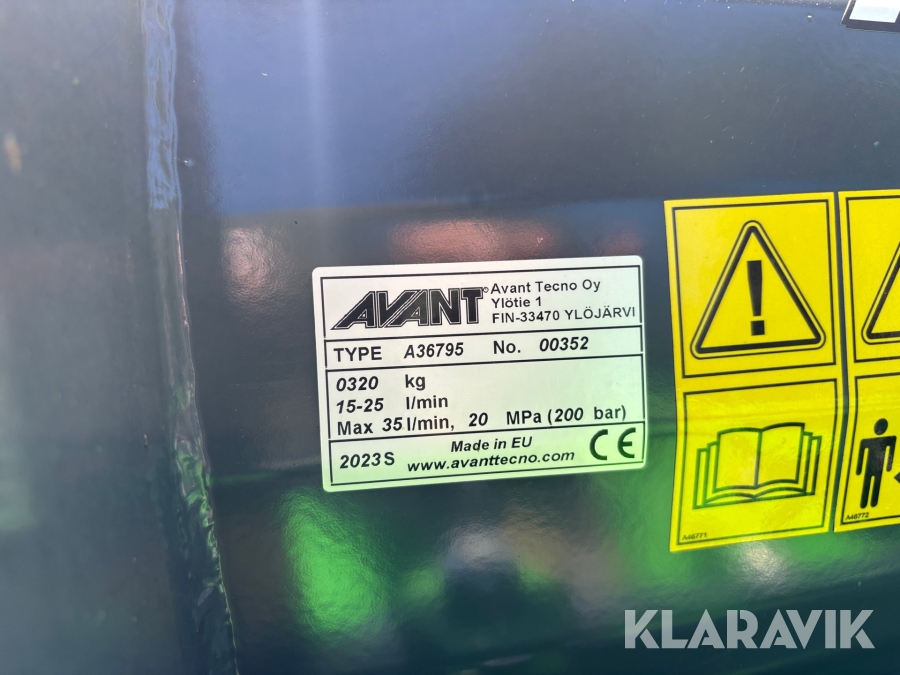 AVANT® Avant Tecno Oy
Ylötie 1
FIN-33470 YLÖJÄRVI
TYPE A36795 No. 00352
0320 kg
15-25 l/min
Max 35 l/min, 20 MPa (200 bar)
2023S Made in EU
www.avanttecno.com CE
A46771
A46772
KLARAVIK